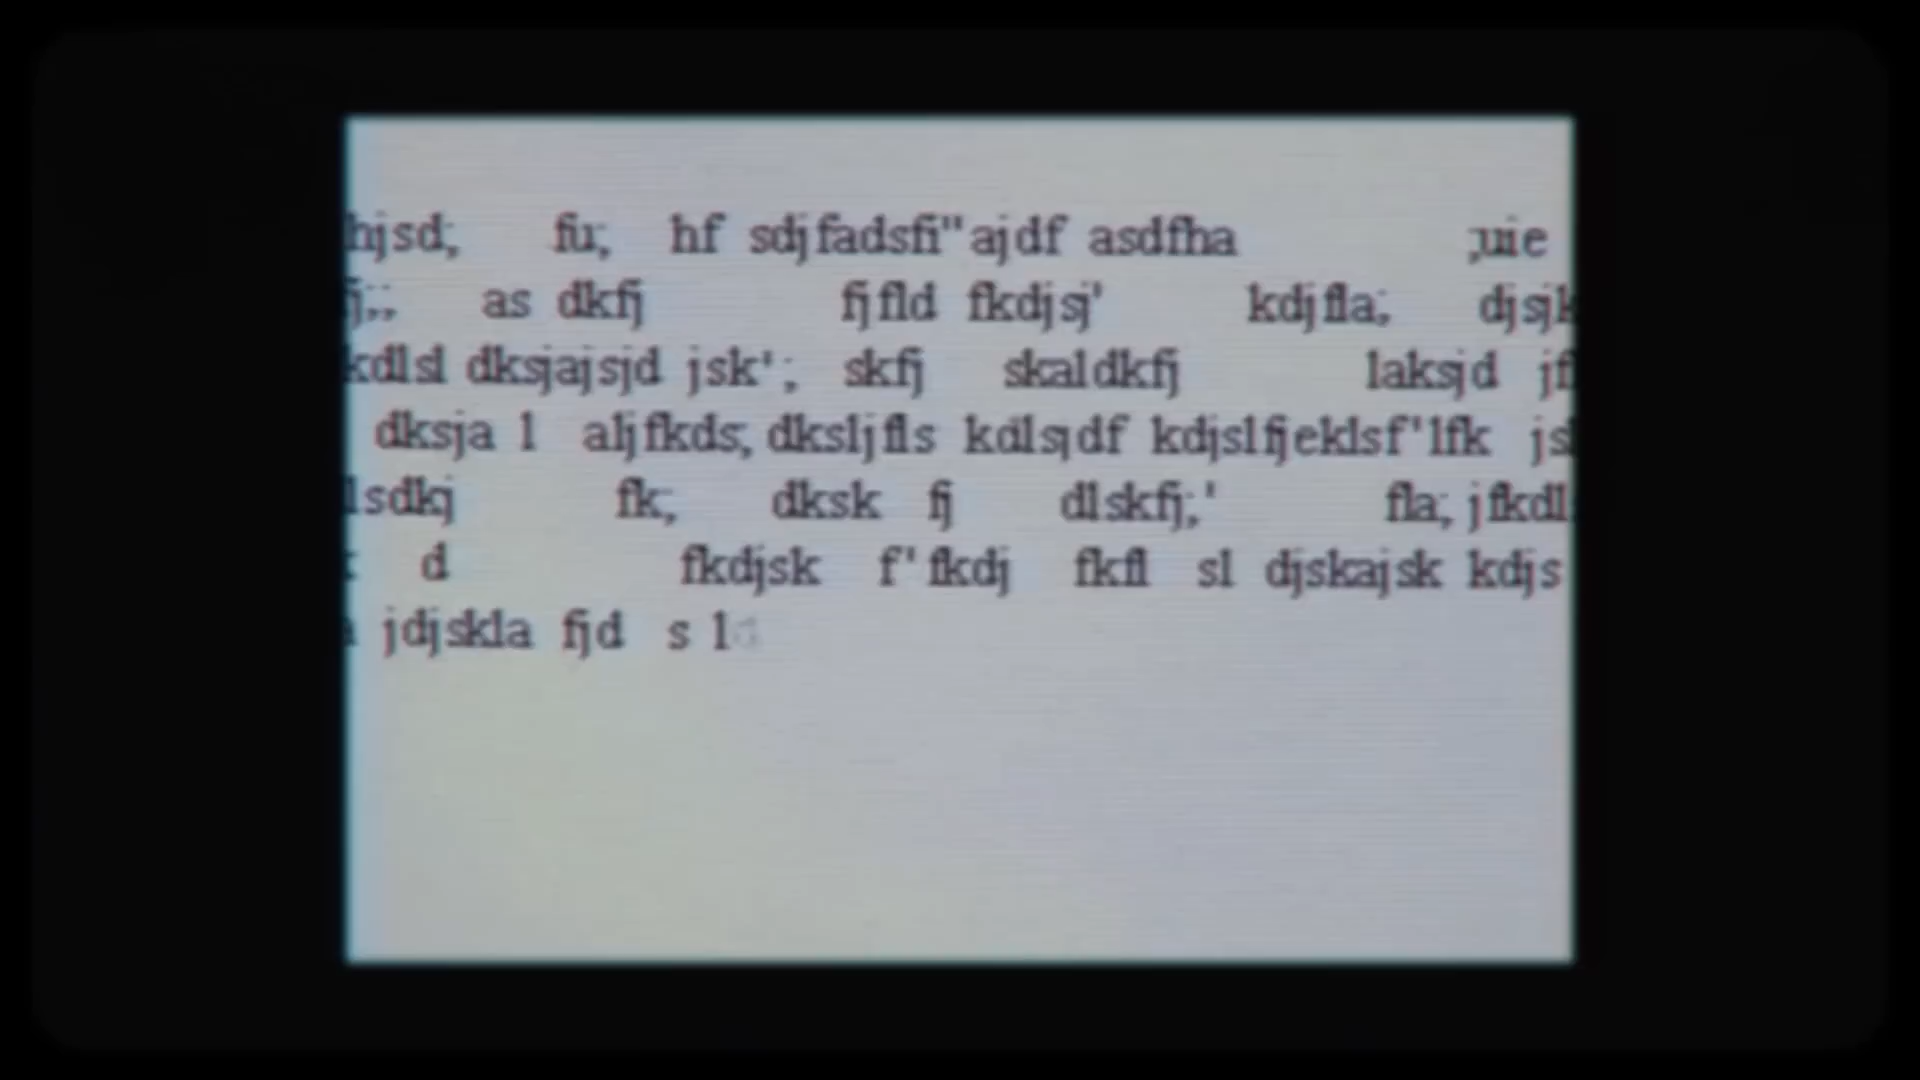 hjsd; fu; hf sdjfadsfi"ajdf asdfha ;uie
fj;; as dkfj fjfld fkdjsj' kdjfla; djsjk
kdlsl dksjajsjd jsk'; skfj skaldkfj laksjd jf
dksja l aljfkds; dksljfls kdlsjdf kdjslfjeklsf'lfk js
lsdkj fk; dksk fj dlskfj;' fla; jfkdl
d fkdjsk f' fkdj fkfl sl djskajsk kdjs
jdjskla fjd s l